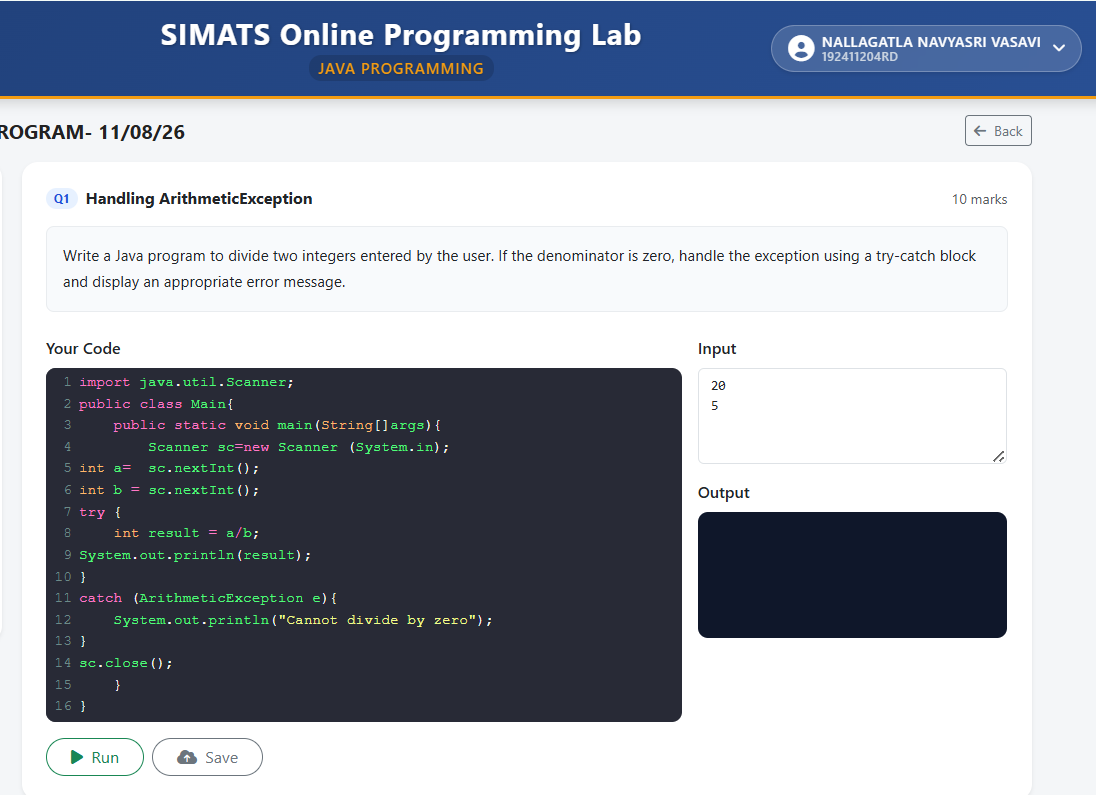 SIMATS Online Programming Lab
JAVA PROGRAMMING
NALLAGATLA NAVYASRI VASAVI
192411204RD
ROGRAM- 11/08/26
Back
Q1 Handling ArithmeticException
10 marks
Write a Java program to divide two integers entered by the user. If the denominator is zero, handle the exception using a try-catch block
and display an appropriate error message.
Your Code
1 import java.util.Scanner;
2 public class Main{
3     public static void main(String[]args){
4         Scanner sc=new Scanner (System.in);
5 int a=  sc.nextInt();
6 int b = sc.nextInt();
7 try {
8     int result = a/b;
9 System.out.println(result);
10 }
11 catch (ArithmeticException e){
12     System.out.println("Cannot divide by zero");
13 }
14 sc.close();
15     }
16 }
Input
20
5
Output
Run
Save